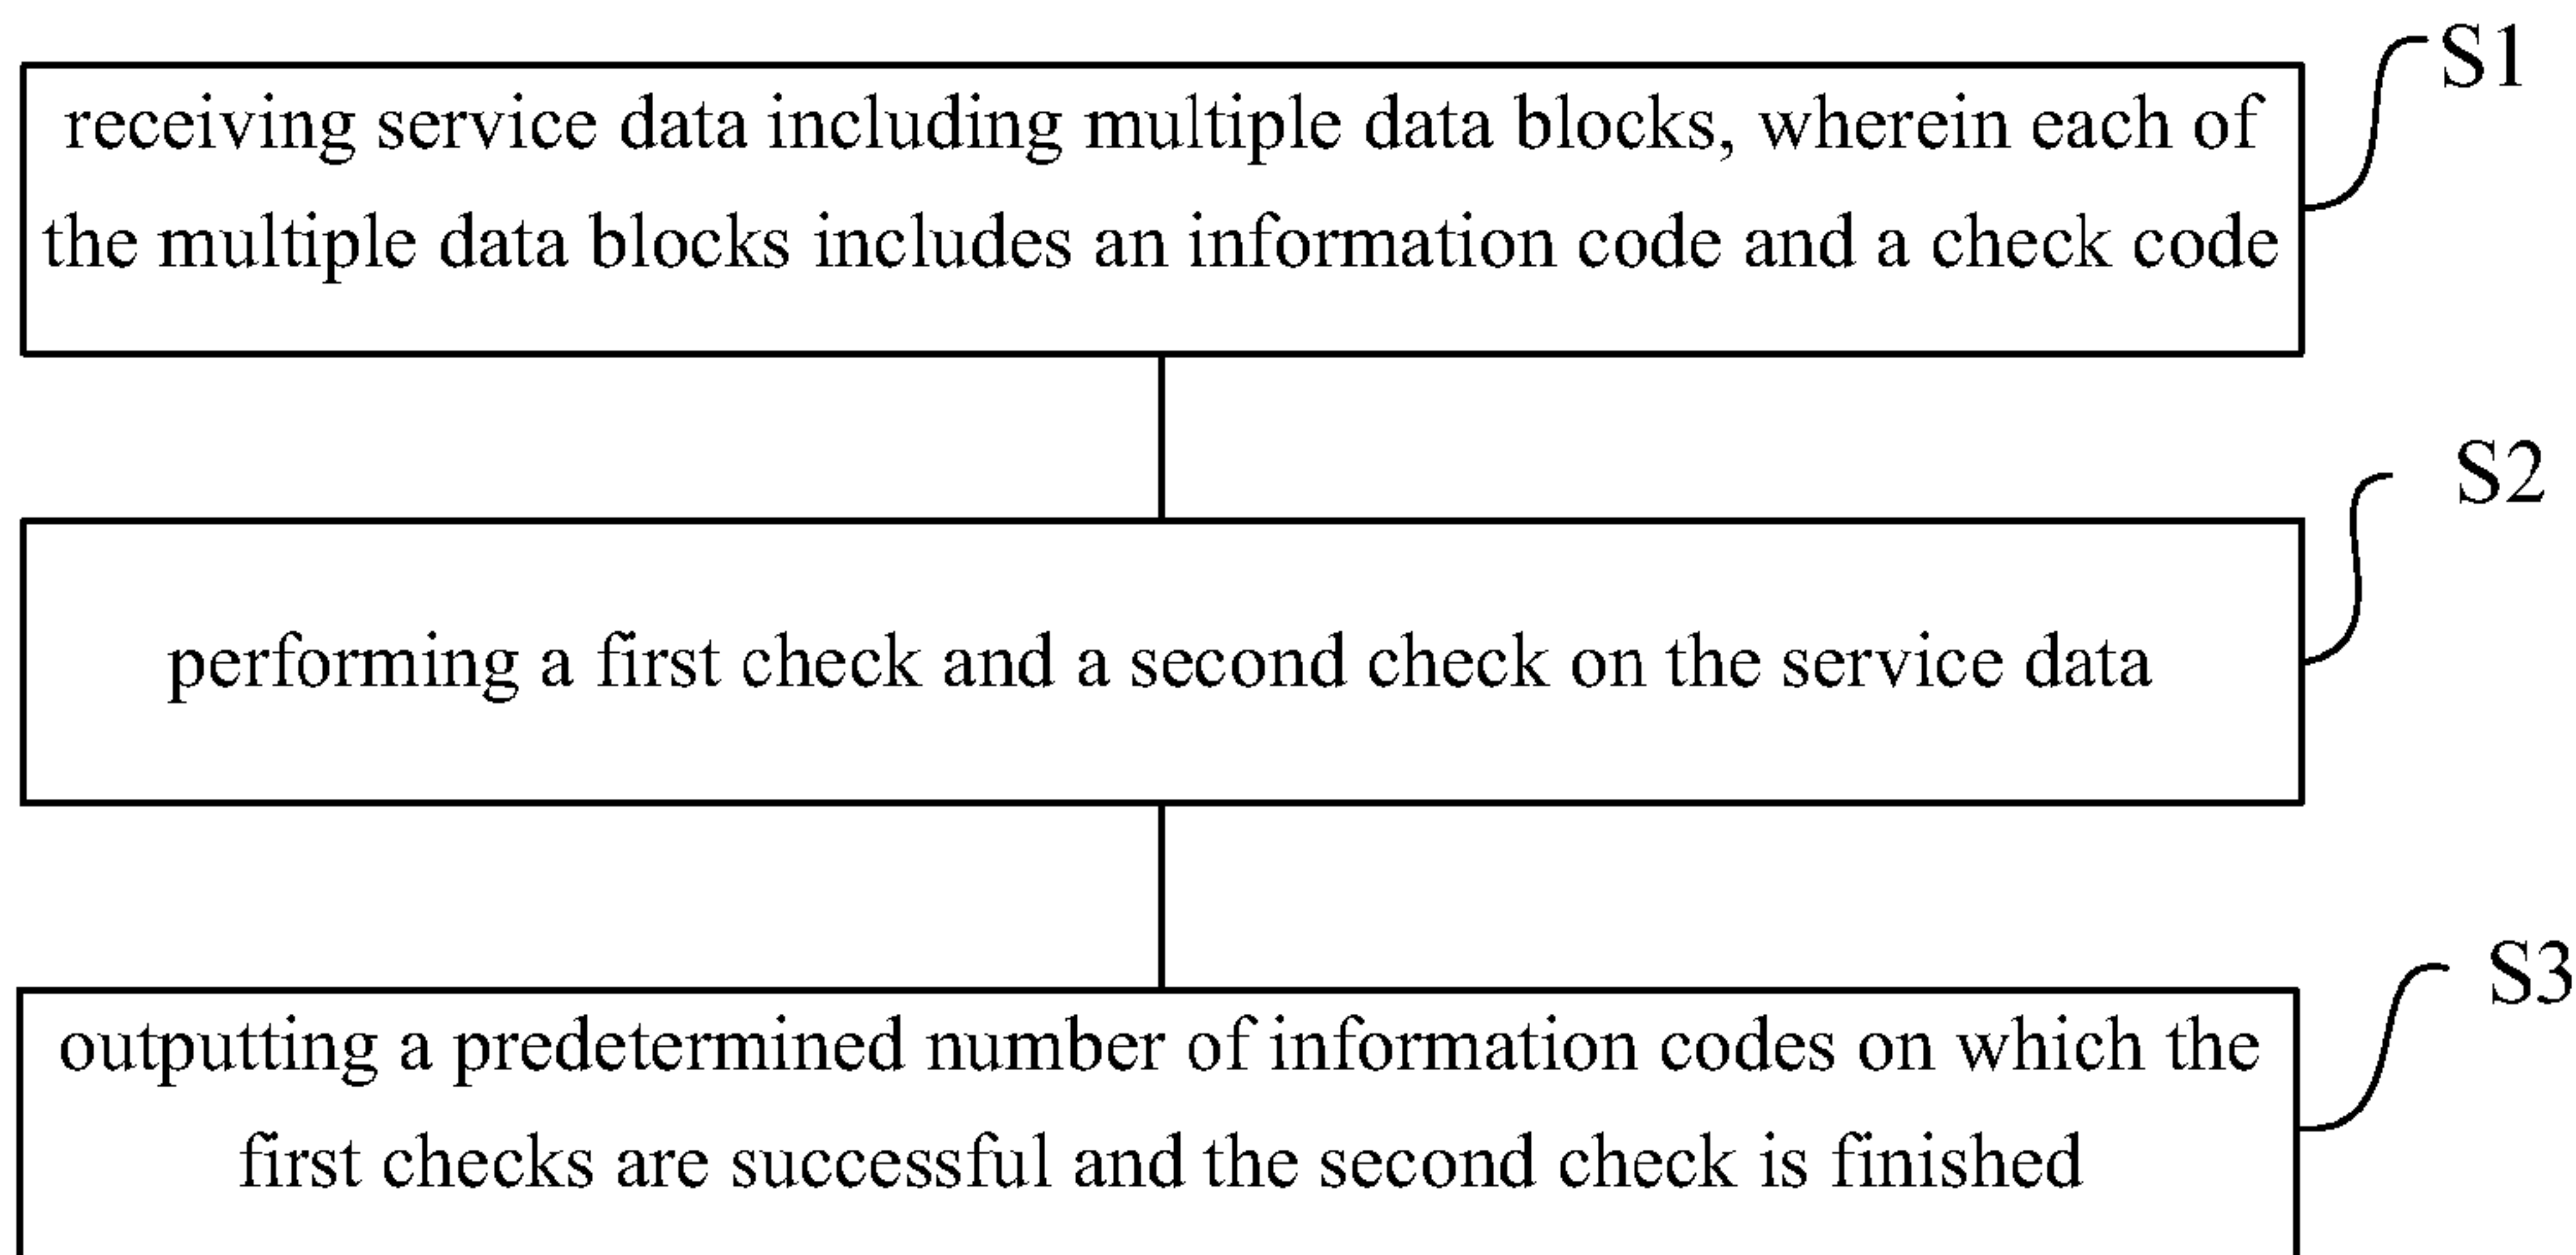 S1
receiving service data including multiple data blocks, wherein each of
the multiple data blocks includes an information code and a check code
S2
performing a first check and a second check on the service data
S3
outputting a predetermined number of information codes on which the
first checks are successful and the second check is finished